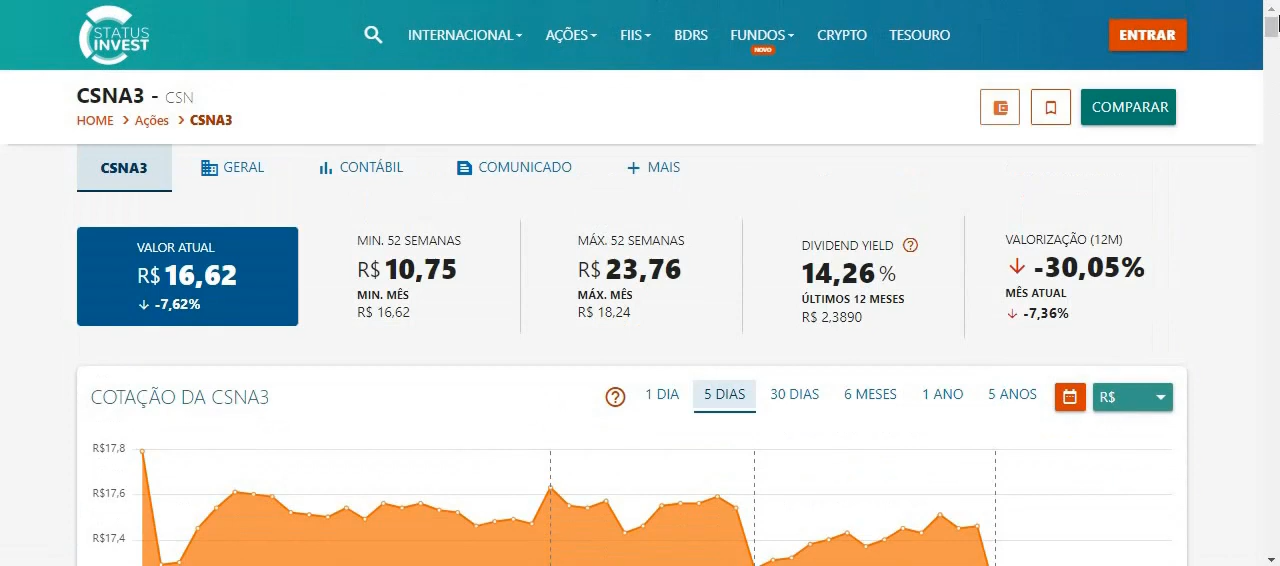 STATUS
INVEST
INTERNACIONAL
AÇÕES
FIIS
BDRS
FUNDOS
NOVO
CRYPTO
TESOURO
ENTRAR
CSNA3 - CSN
HOME > Ações > CSNA3
COMPARAR
CSNA3
GERAL
CONTÁBIL
COMUNICADO
+ MAIS
VALOR ATUAL
R$ 16,62
↓ -7,62%
MIN. 52 SEMANAS
R$ 10,75
MIN. MÊS
R$ 16,62
MÁX. 52 SEMANAS
R$ 23,76
MÁX. MÊS
R$ 18,24
DIVIDEND YIELD ?
14,26 %
ÚLTIMOS 12 MESES
R$ 2,3890
VALORIZAÇÃO (12M)
↓ -30,05%
MÊS ATUAL
↓ -7,36%
COTAÇÃO DA CSNA3
?
1 DIA
5 DIAS
30 DIAS
6 MESES
1 ANO
5 ANOS
R$
R$17,8
R$17,6
R$17,4